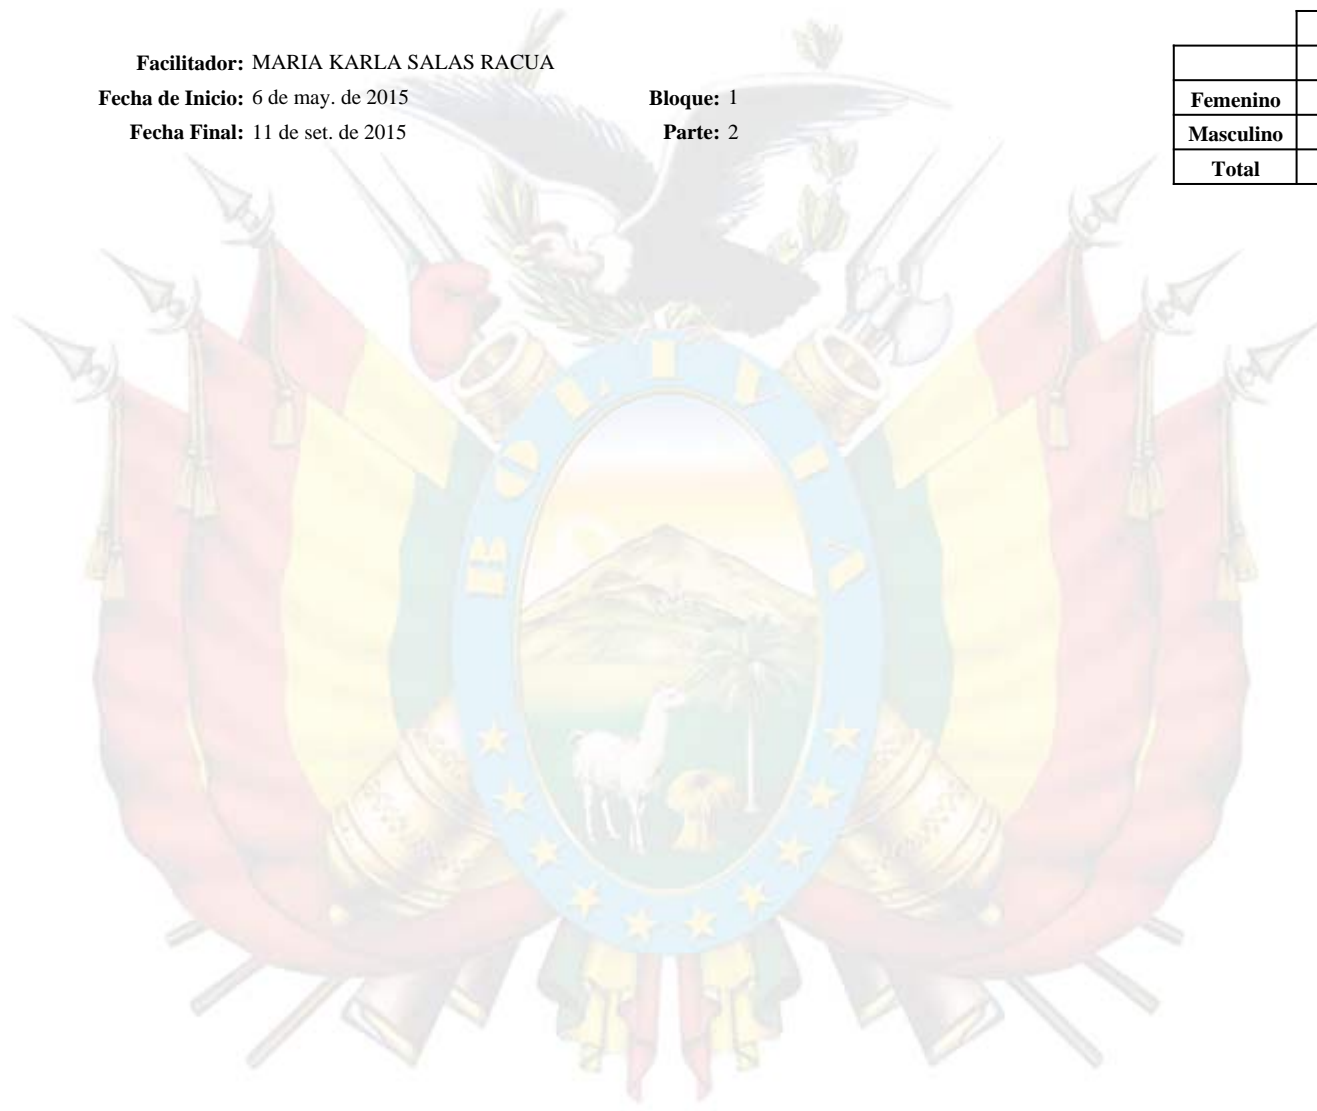 Facilitador: MARIA KARLA SALAS RACUA
Fecha de Inicio: 6 de may. de 2015 Bloque: 1
Fecha Final: 11 de set. de 2015 Parte: 2
Femenino
Masculino
Total
BOLIVIA